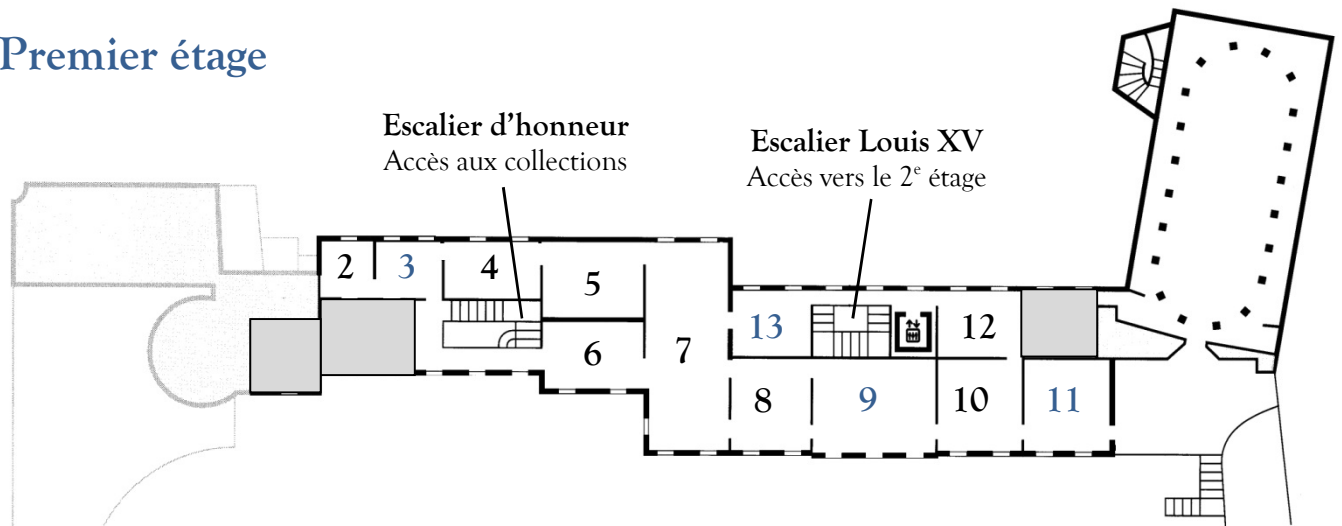 Premier étage
Escalier d’honneur
Accès aux collections
Escalier Louis XV
Accès vers le 2e étage
2
3
4
5
6
7
13
12
8
9
10
11